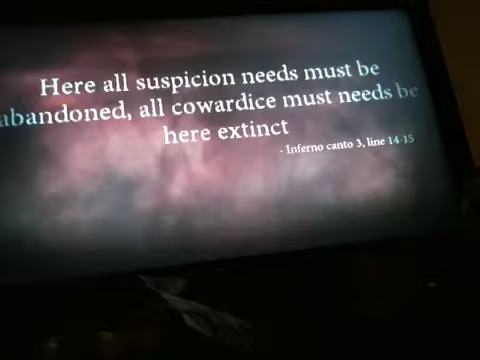 Here all suspicion needs must be
abandoned, all cowardice must needs be
here extinct
- Inferno canto 3, line 14-15